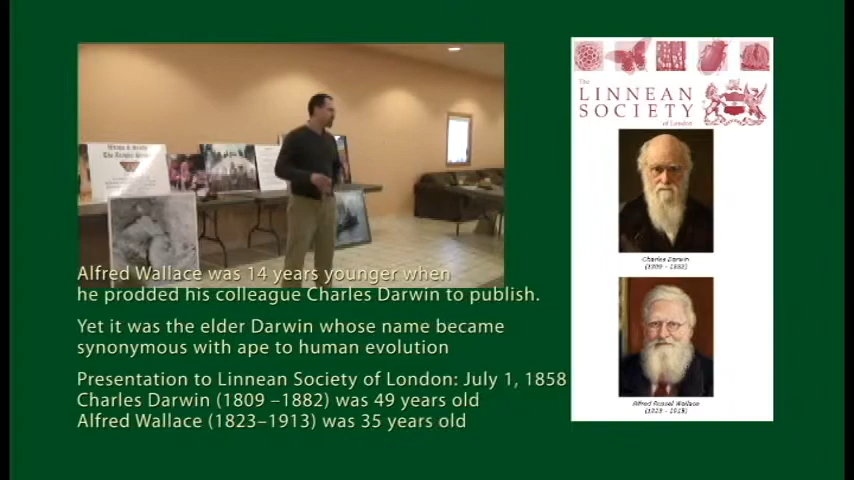 Alfred Wallace was 14 years younger when
he prodded his colleague Charles Darwin to publish.
Yet it was the elder Darwin whose name became
synonymous with ape to human evolution
Presentation to Linnean Society of London: July 1, 1858
Charles Darwin (1809 –1882) was 49 years old
Alfred Wallace (1823–1913) was 35 years old
The
LINNEAN
SOCIETY
of London
Charles Darwin
(1809 - 1882)
Alfred Russel Wallace
(1823 - 1913)